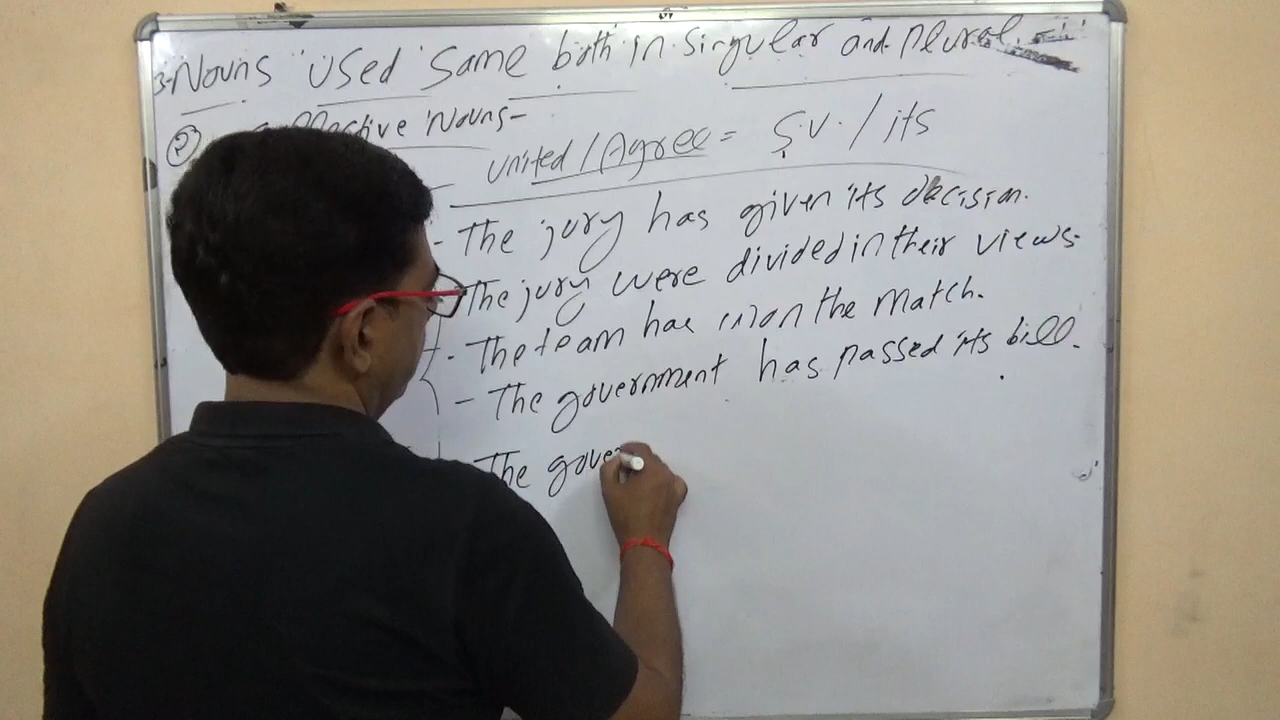 3. Nouns used same both in singular and plural.
Nouns-
united / Agree = S.V. / its
- The jury has given its decision.
The jury were divided in their views.
- The team has won the match.
- The government has passed its bill.
The gover